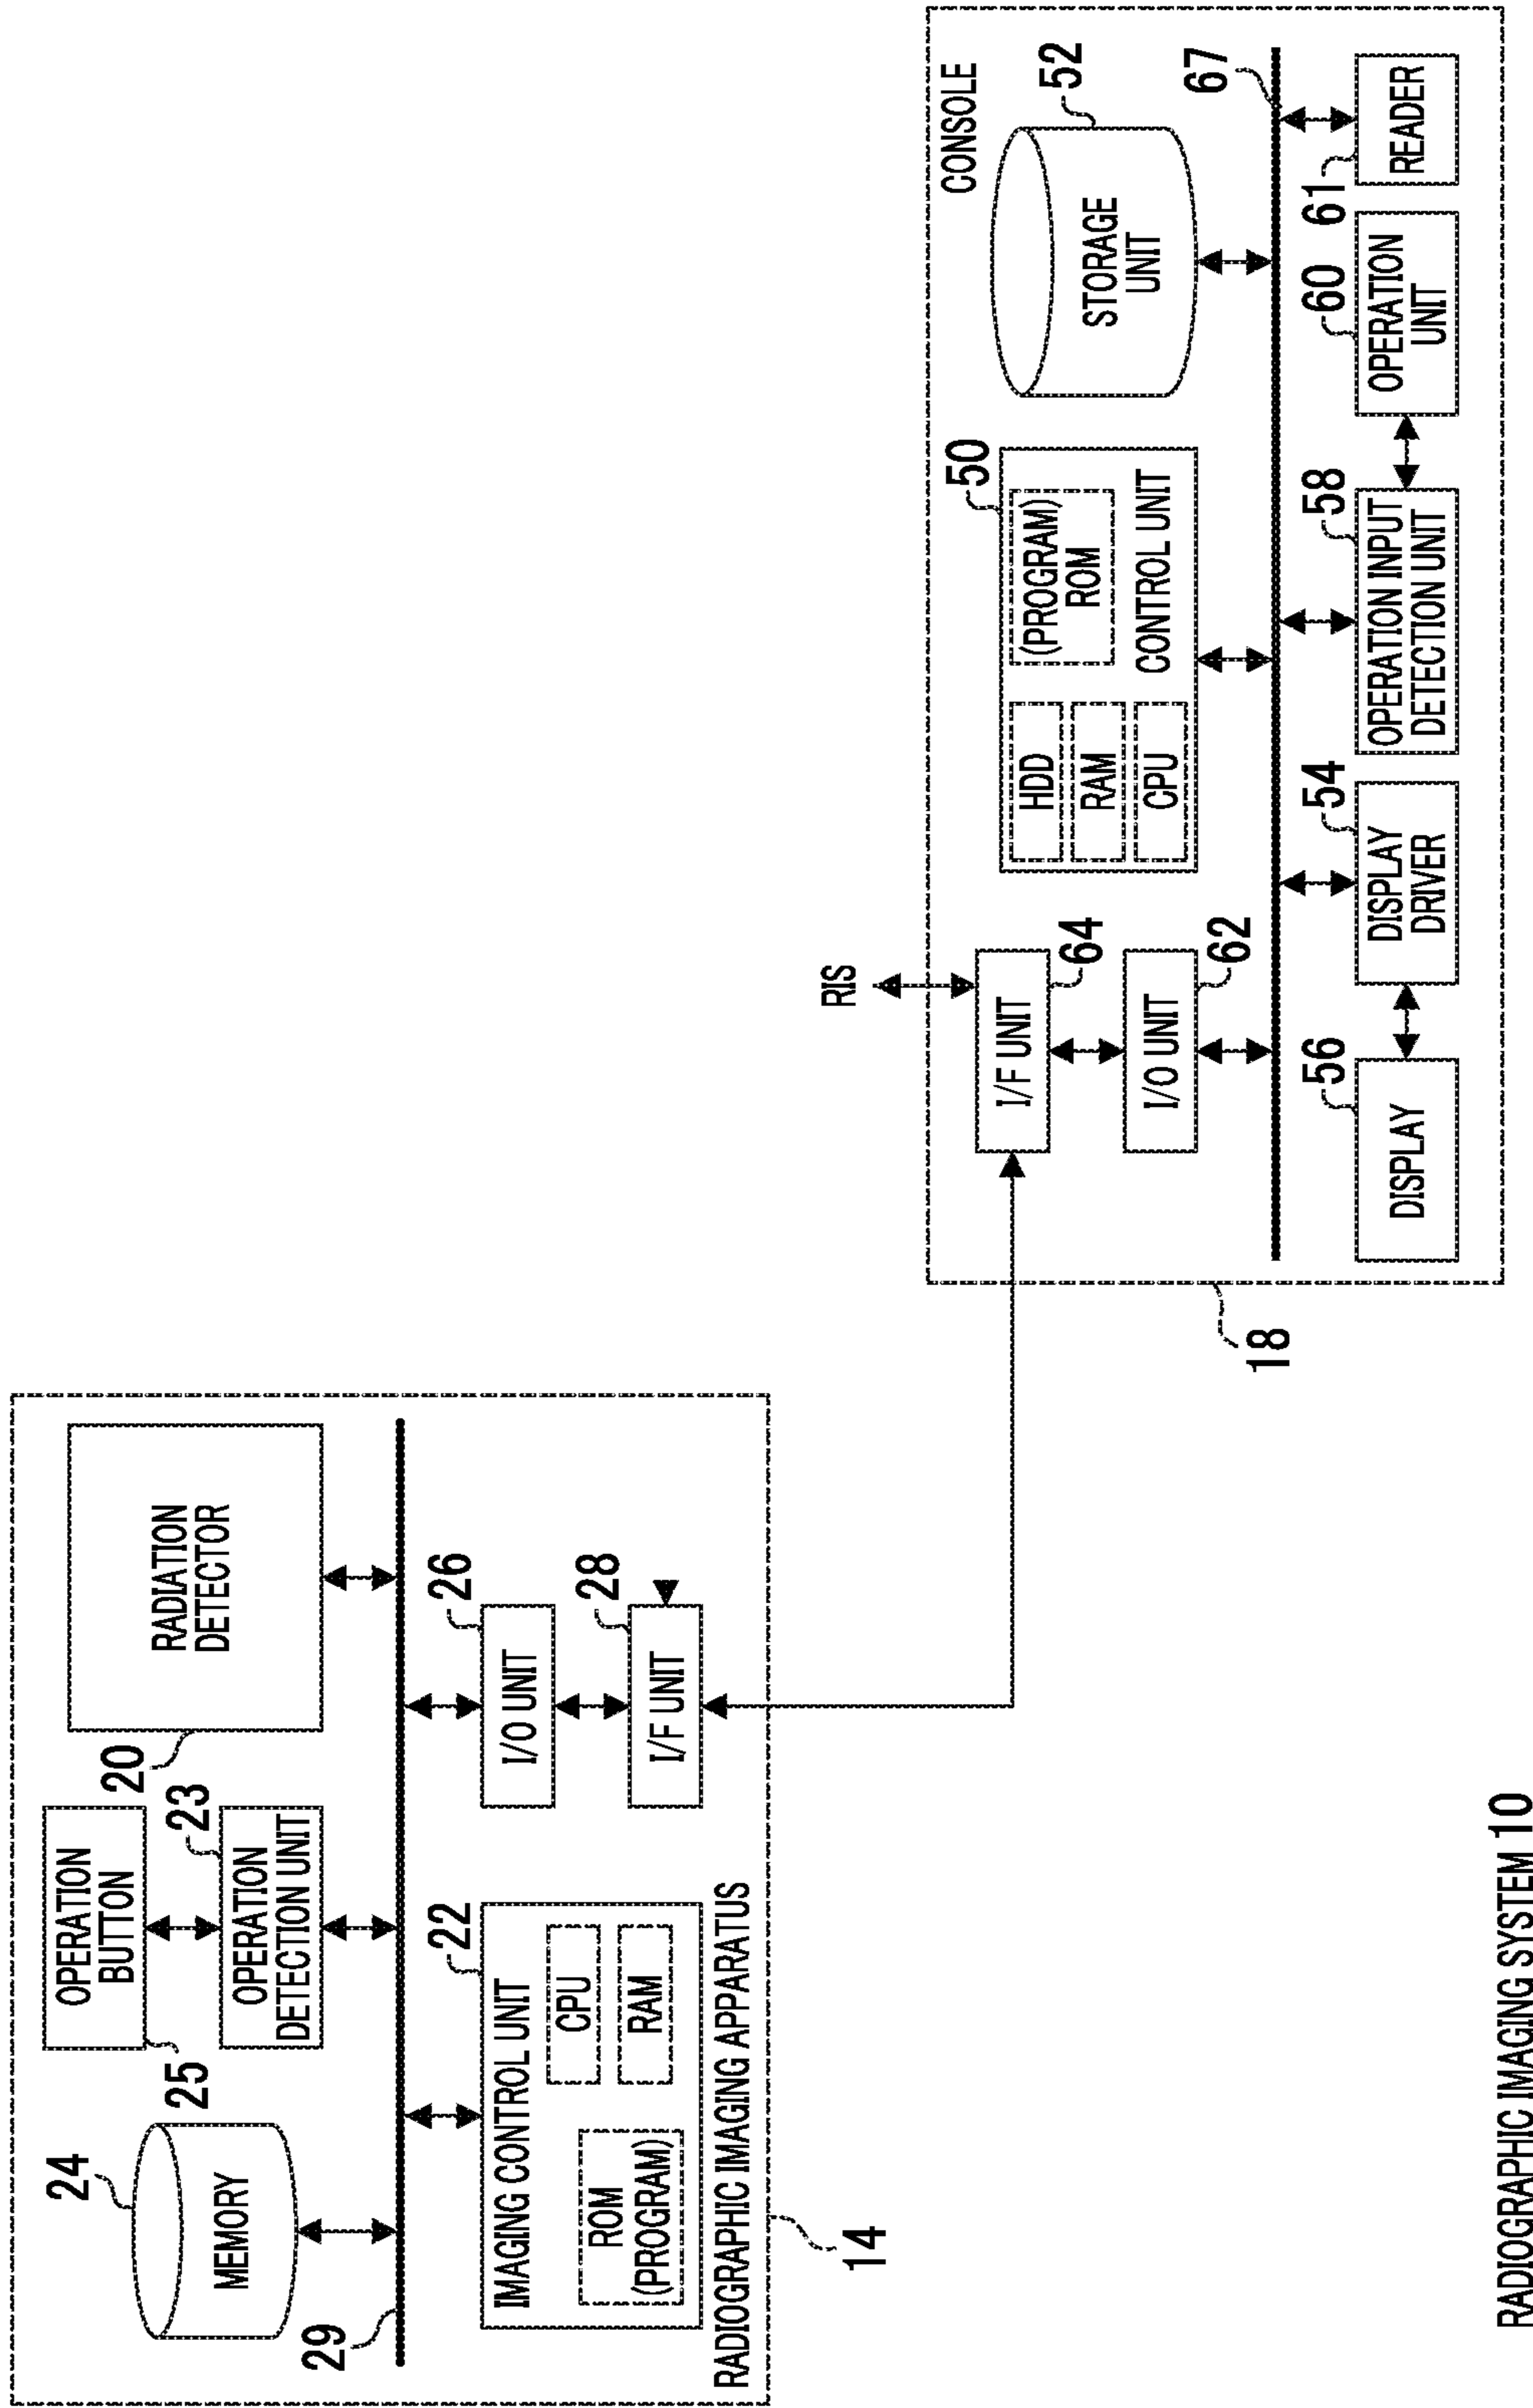 24
MEMORY
25
OPERATION
BUTTON
23
OPERATION
DETECTION UNIT
20
RADIATION
DETECTOR
29
22
IMAGING CONTROL UNIT
CPU
RAM
ROM
(PROGRAM)
26
I/O UNIT
28
I/F UNIT
RADIOGRAPHIC IMAGING APPARATUS
14
RIS
CONSOLE
64
I/F UNIT
62
I/O UNIT
50
HDD
RAM
CPU
(PROGRAM)
ROM
CONTROL UNIT
52
STORAGE
UNIT
67
56
DISPLAY
54
DISPLAY
DRIVER
58
OPERATION INPUT
DETECTION UNIT
60
OPERATION
UNIT
61
READER
18
RADIOGRAPHIC IMAGING SYSTEM 10